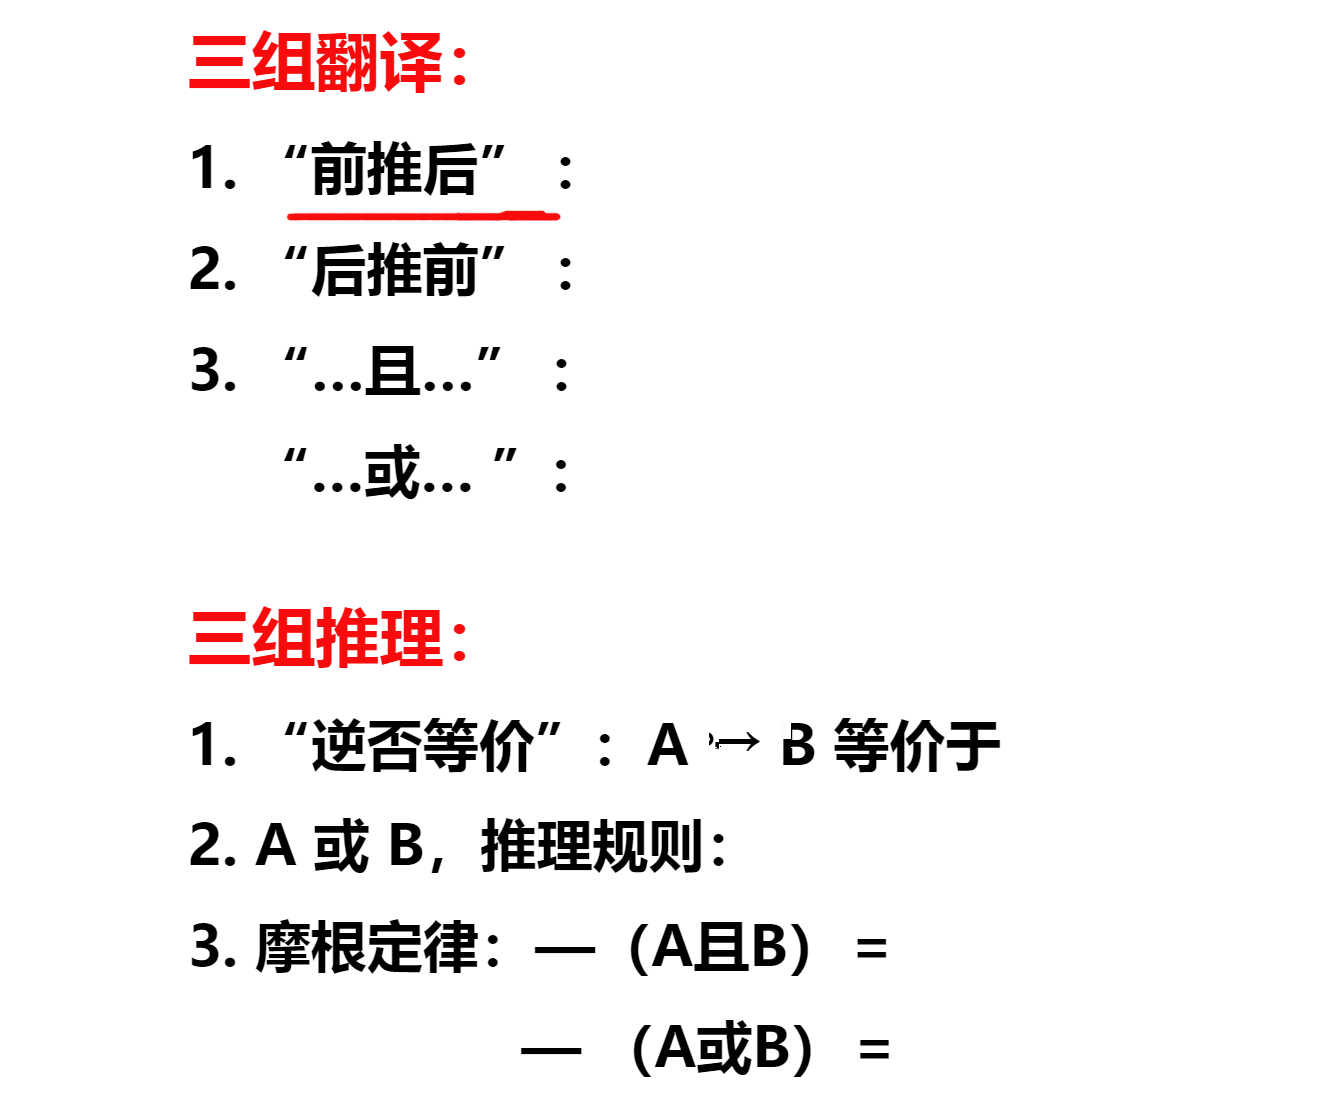 三组翻译：
1. “前推后” ：
2. “后推前” ：
3. “…且…” ：
“…或… ” ：
三组推理：
1. “逆否等价” ：A → B 等价于
2. A 或 B，推理规则：
3. 摩根定律：—（A且B） =
— （A或B） =